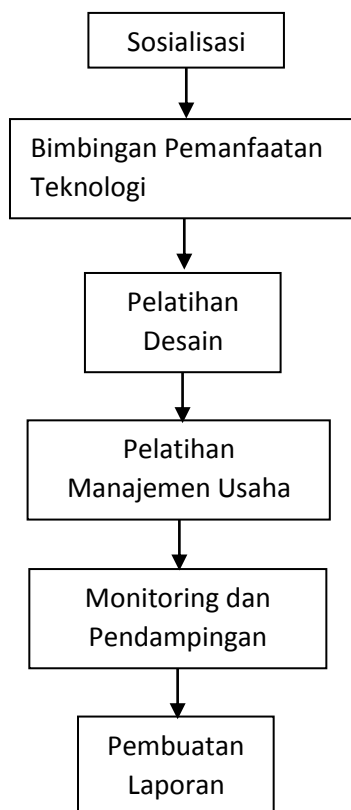 Sosialisasi
Bimbingan Pemanfaatan
Teknologi
Pelatihan
Desain
Pelatihan
Manajemen Usaha
Monitoring dan
Pendampingan
Pembuatan
Laporan